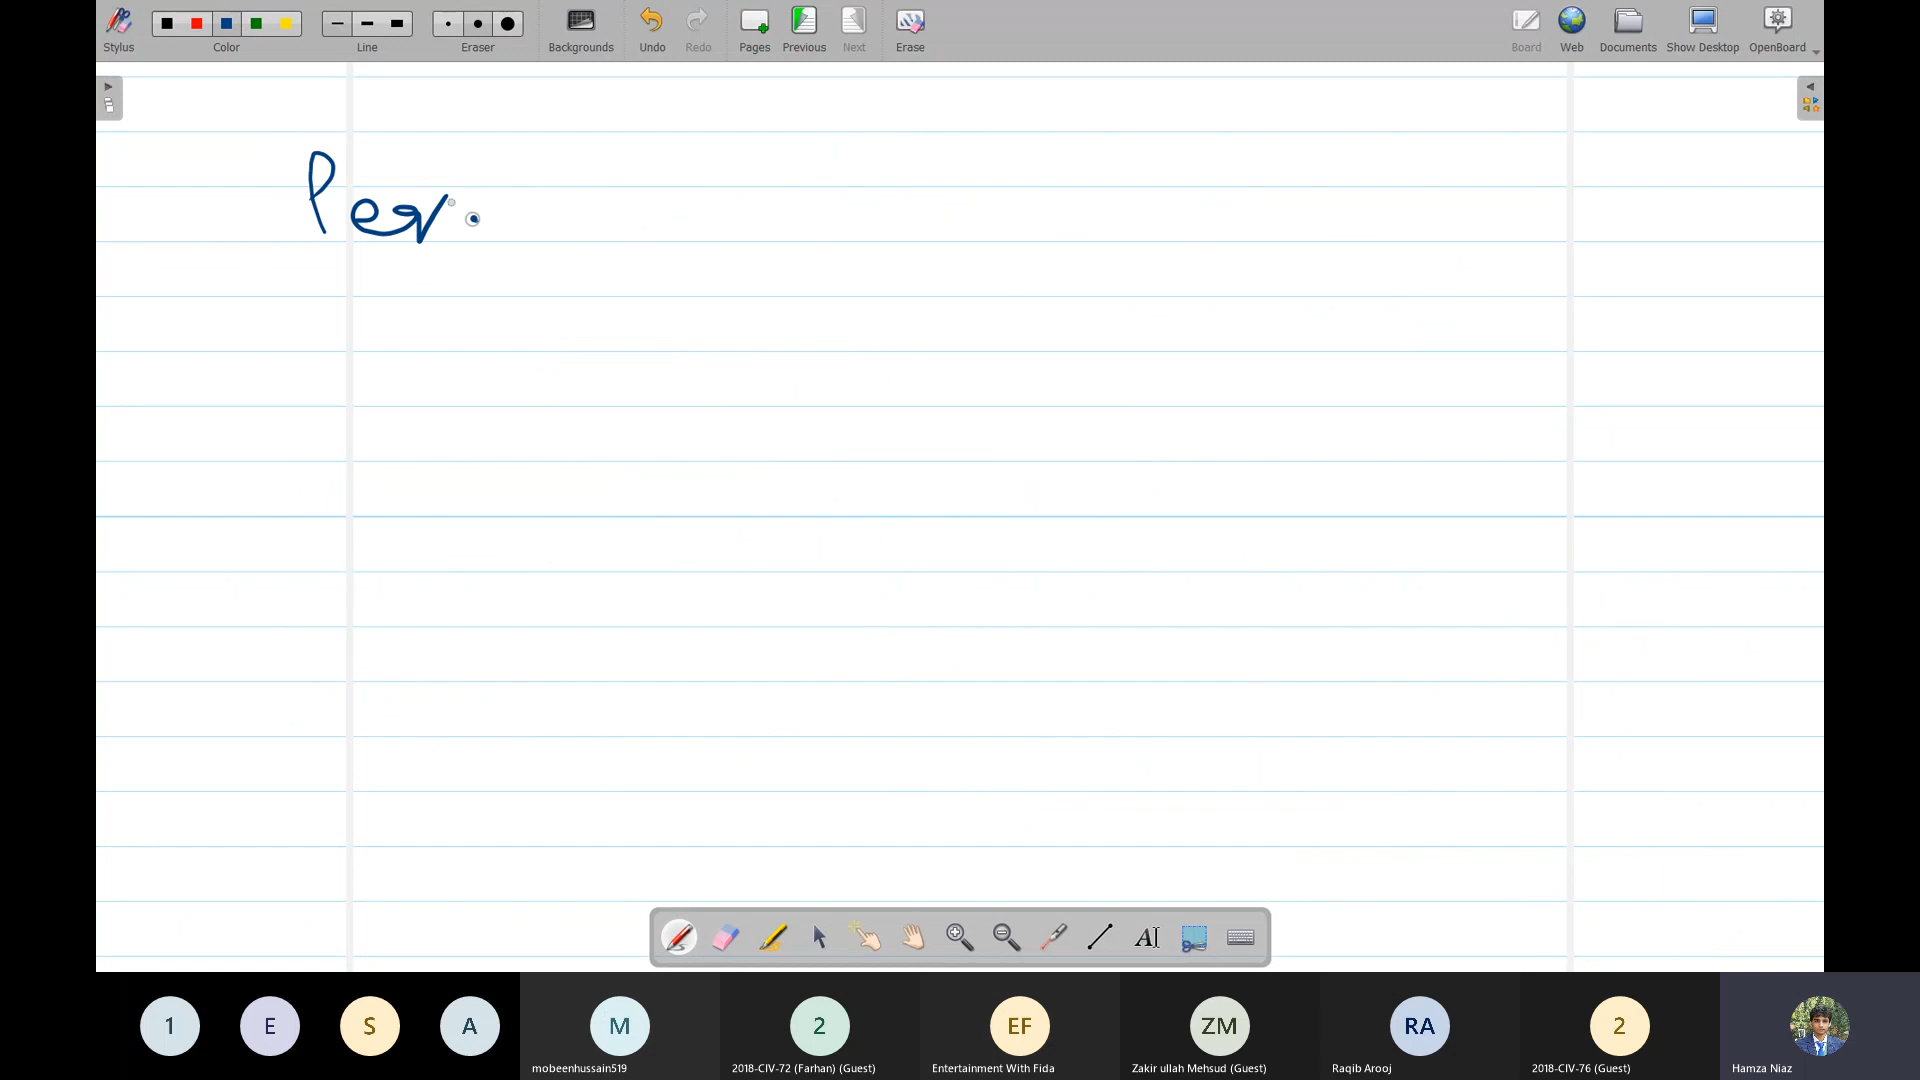 Stylus
Color
Line
Eraser
Backgrounds
Undo
Redo
Pages
Previous
Next
Erase
Board
Web
Documents
Show Desktop
OpenBoard
Per
A
1
E
S
A
M
2
EF
ZM
RA
2
mobeenhussain519
2018-CIV-72 (Farhan) (Guest)
Entertainment With Fida
Zakir ullah Mehsud (Guest)
Raqib Arooj
2018-CIV-76 (Guest)
Hamza Niaz